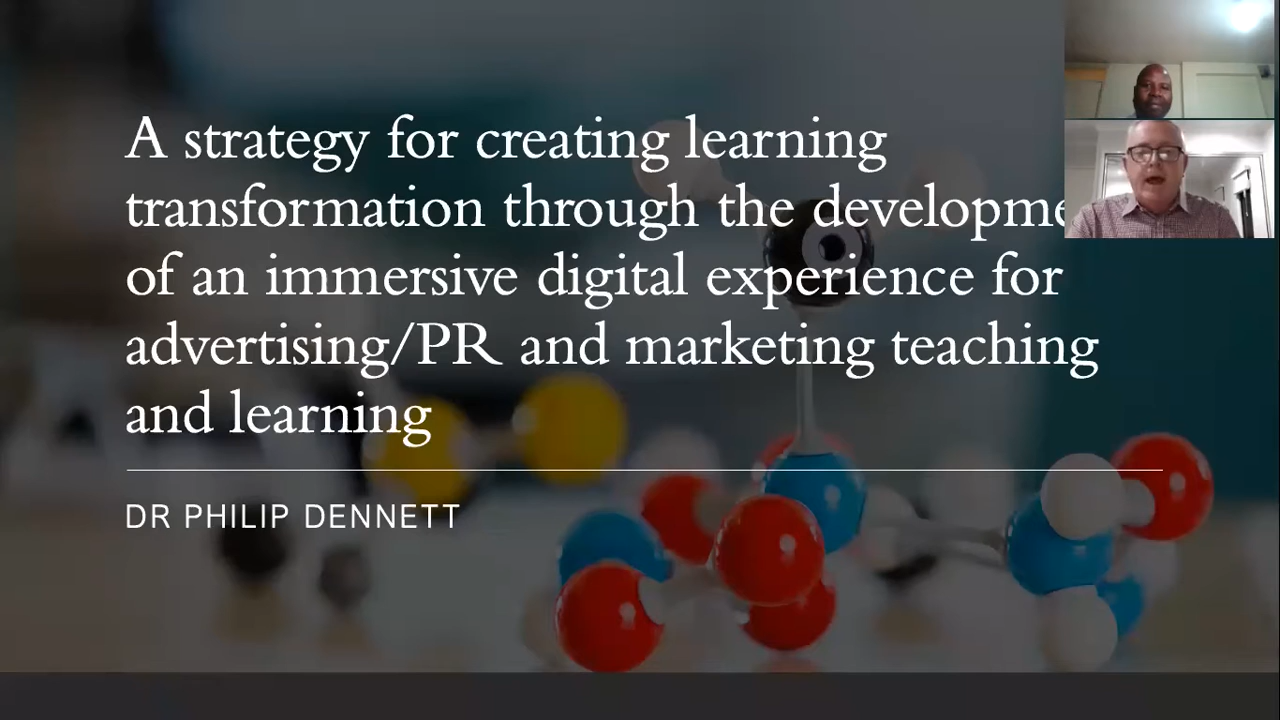 A strategy for creating learning
transformation through the developme
of an immersive digital experience for
advertising/PR and marketing teaching
and learning
DR PHILIP DENNETT